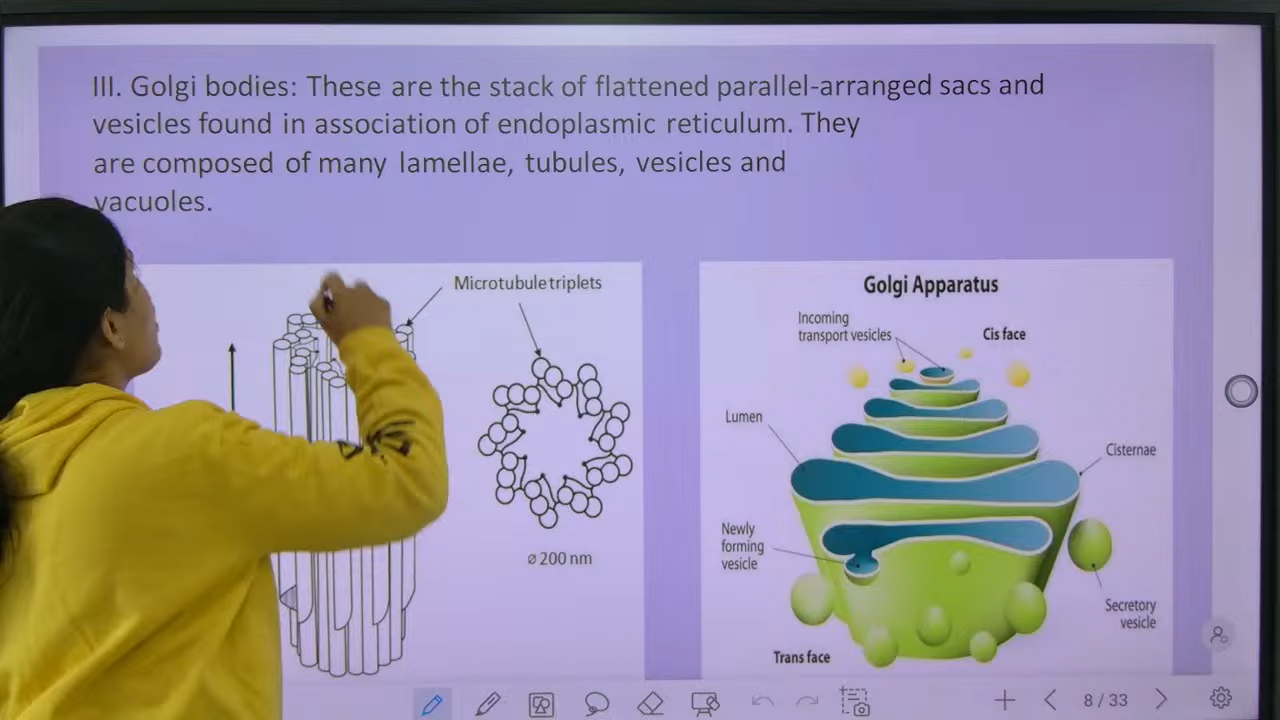 III. Golgi bodies: These are the stack of flattened parallel-arranged sacs and
vesicles found in association of endoplasmic reticulum. They
are composed of many lamellae, tubules, vesicles and
vacuoles.
Microtubule triplets
⌀ 200 nm
Golgi Apparatus
Incoming
transport vesicles
Cis face
Lumen
Cisternae
Newly
forming
vesicle
Secretory
vesicle
Trans face
8 / 33